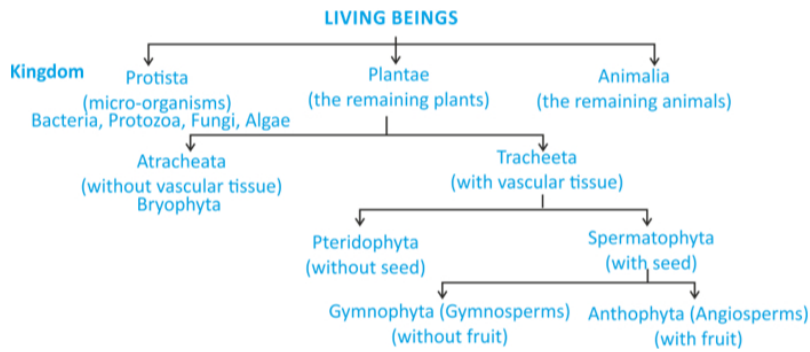 LIVING BEINGS
Kingdom Protista Plantae Animalia
(micro-organisms) (the remaining plants) (the remaining animals)
Bacteria, Protozoa, Fungi, Algae
Atracheata Tracheeta
(without vascular tissue) (with vascular tissue)
Bryophyta
Pteridophyta Spermatophyta
(without seed) (with seed)
Gymnophyta (Gymnosperms) Anthophyta (Angiosperms)
(without fruit) (with fruit)